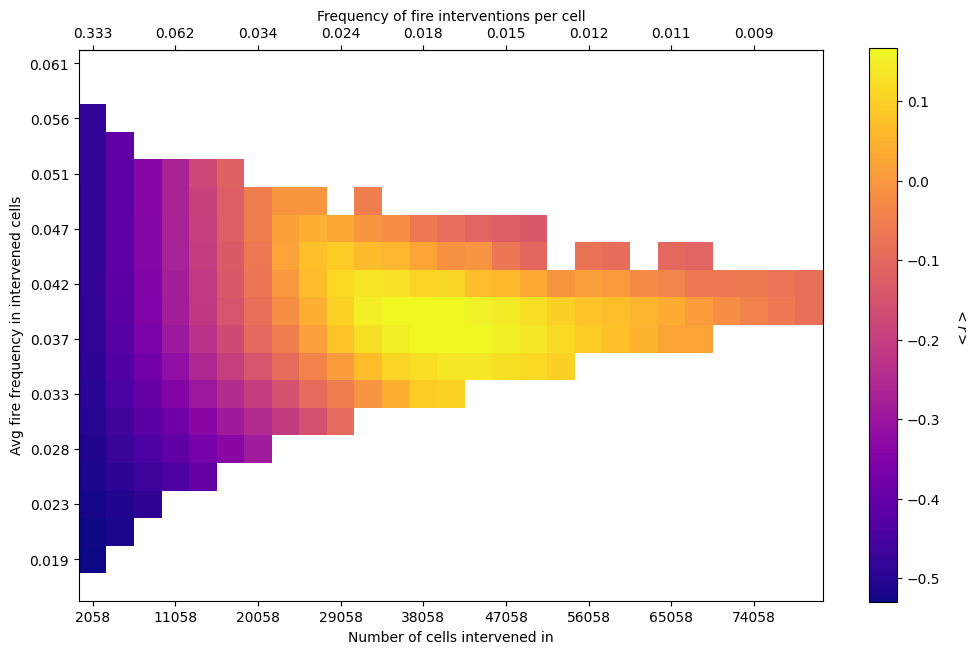 Frequency of fire interventions per cell
0.333 0.062 0.034 0.024 0.018 0.015 0.012 0.011 0.009
0.061
0.056
0.051
0.047
0.042
0.037
0.033
0.028
0.023
0.019
Avg fire frequency in intervened cells
2058 11058 20058 29058 38058 47058 56058 65058 74058
Number of cells intervened in
0.1
0.0
−0.1
−0.2
−0.3
−0.4
−0.5
< r >